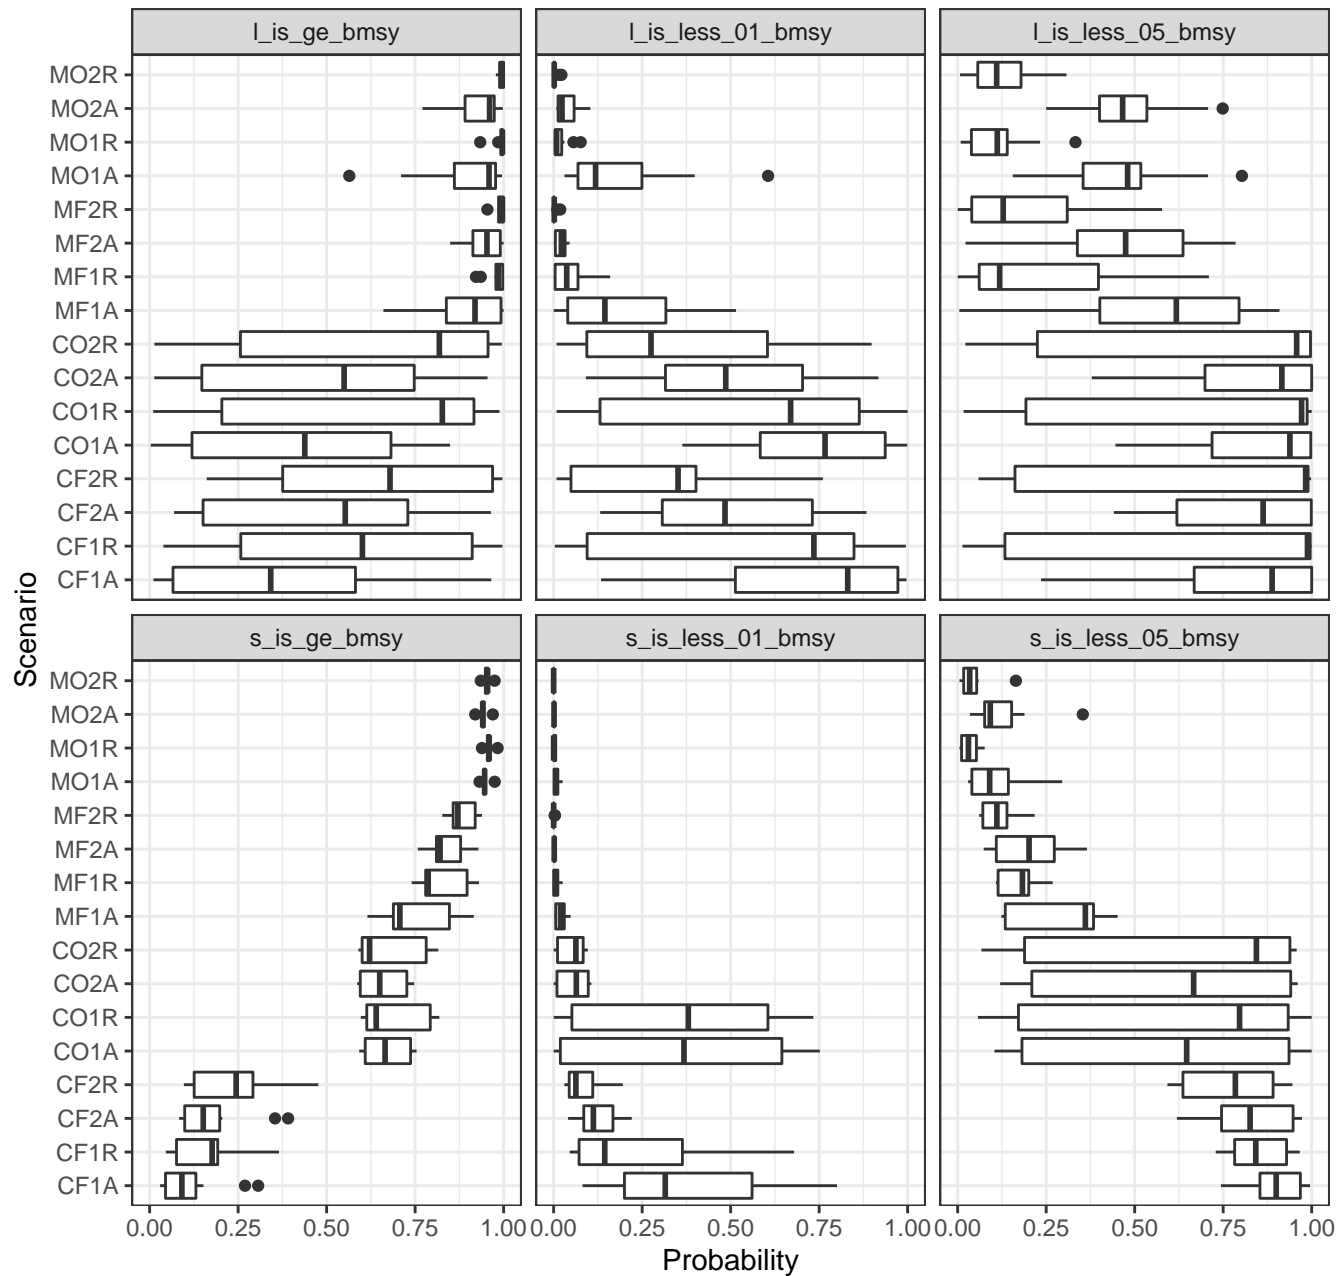 l_is_ge_bmsy l_is_less_01_bmsy l_is_less_05_bmsy
MO2R
MO2A
MO1R
MO1A
MF2R
MF2A
MF1R
MF1A
CO2R
CO2A
CO1R
CO1A
CF2R
CF2A
CF1R
CF1A
Scenario
s_is_ge_bmsy s_is_less_01_bmsy s_is_less_05_bmsy
MO2R
MO2A
MO1R
MO1A
MF2R
MF2A
MF1R
MF1A
CO2R
CO2A
CO1R
CO1A
CF2R
CF2A
CF1R
CF1A
0.00 0.25 0.50 0.75 1.00 0.00 0.25 0.50 0.75 1.00 0.00 0.25 0.50 0.75 1.00
Probability